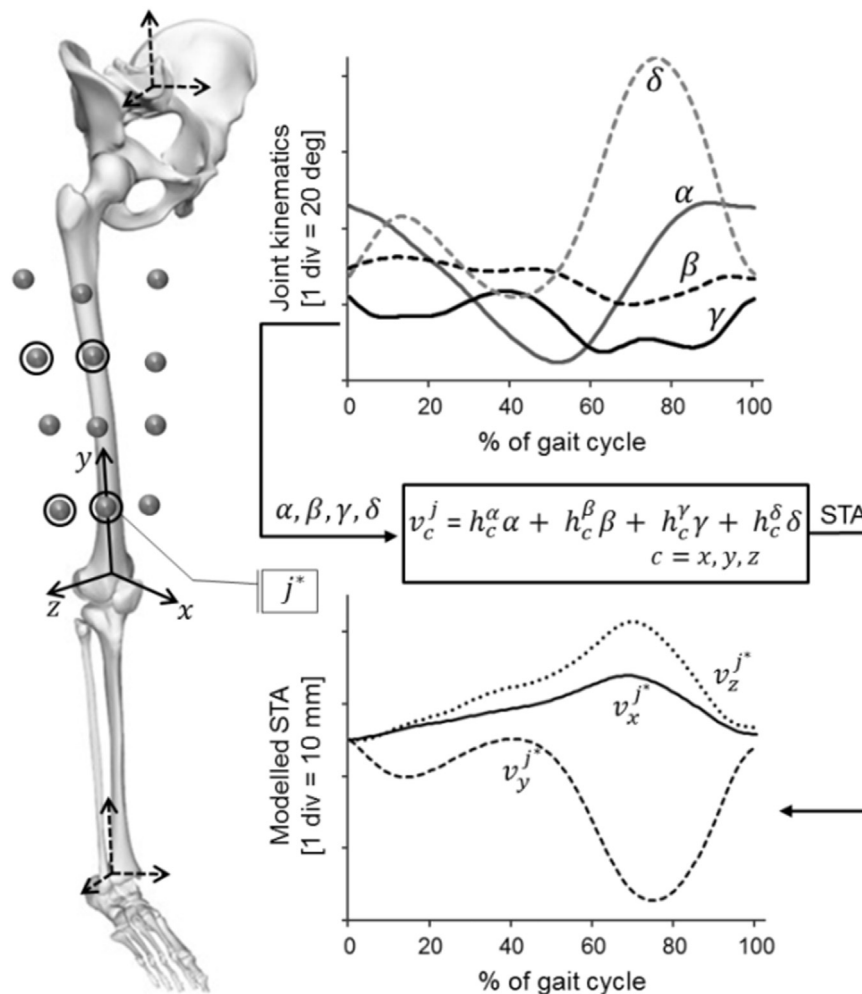 Joint kinematics
[1 div = 20 deg]
δ
α
β
γ
0 20 40 60 80 100
% of gait cycle
y
z
x
j*
α, β, γ, δ
v_c^j = h_c^α α + h_c^β β + h_c^γ γ + h_c^δ δ
c = x, y, z
STA
Modelled STA
[1 div = 10 mm]
v_z^{j*}
v_x^{j*}
v_y^{j*}
0 20 40 60 80 100
% of gait cycle